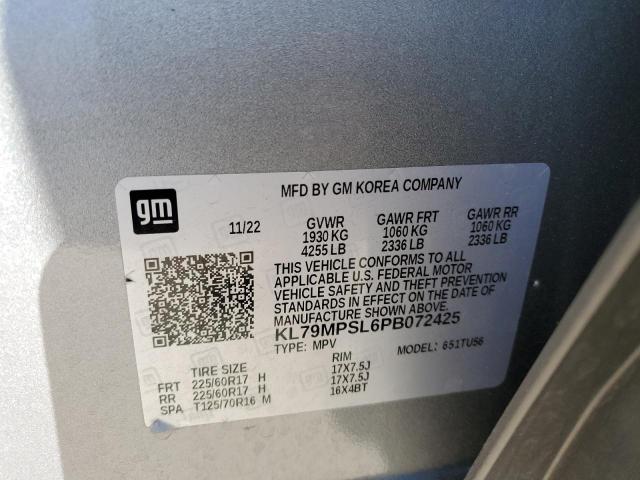 gm
MFD BY GM KOREA COMPANY
11/22 GVWR GAWR FRT GAWR RR
1930 KG 1060 KG 1060 KG
4255 LB 2336 LB 2336 LB
THIS VEHICLE CONFORMS TO ALL
APPLICABLE U.S. FEDERAL MOTOR
VEHICLE SAFETY AND THEFT PREVENTION
STANDARDS IN EFFECT ON THE DATE OF
MANUFACTURE SHOWN ABOVE.
KL79MPSL6PB072425
TYPE: MPV MODEL: 651TUS6
TIRE SIZE RIM
FRT 225/60R17 H 17X7.5J
RR 225/60R17 H 17X7.5J
SPA T125/70R16 M 16X4BT